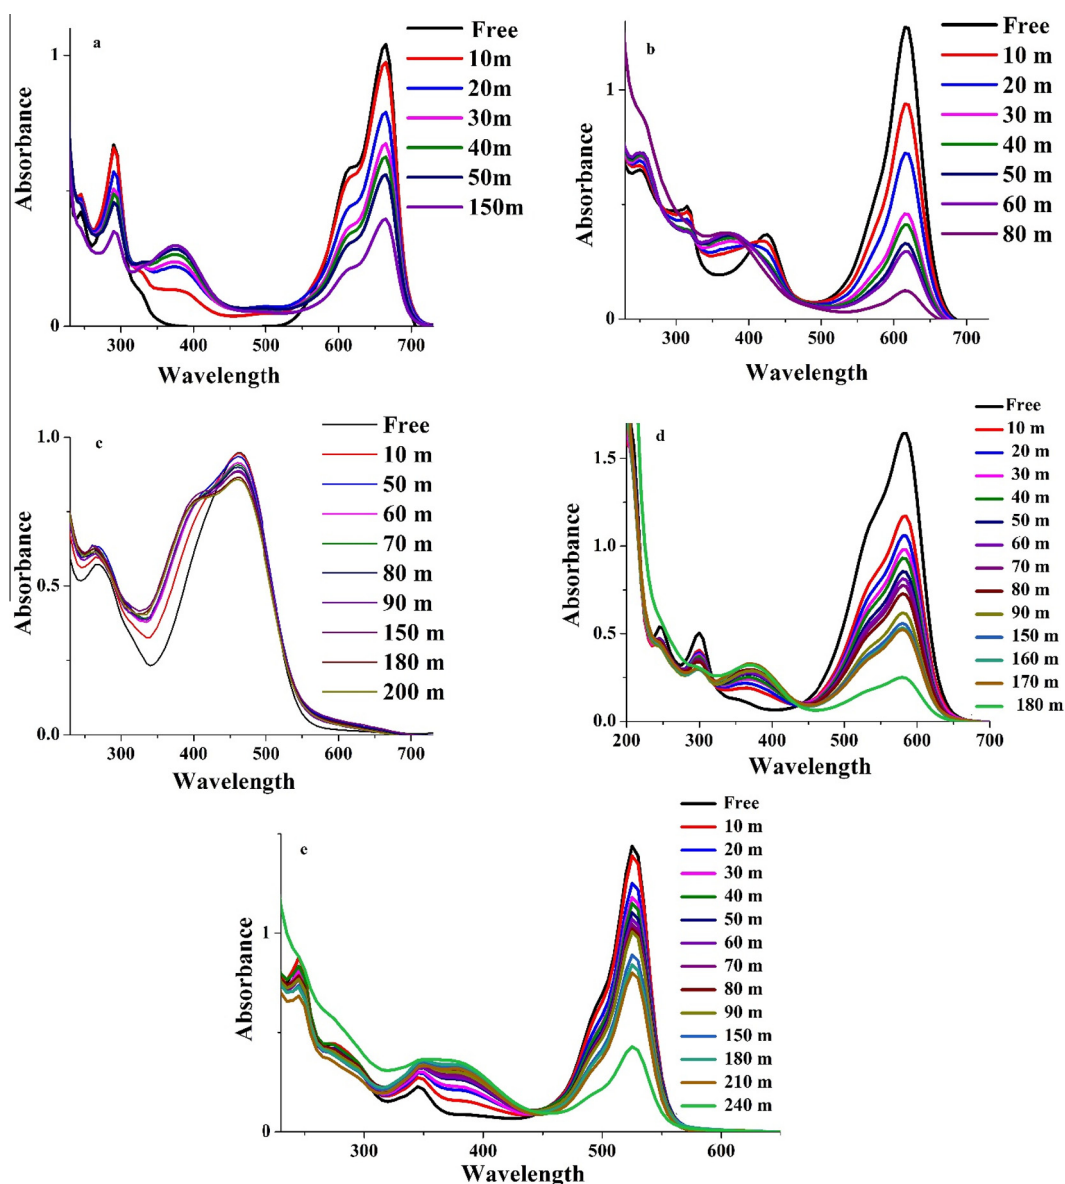 a
Free
10m
20m
30m
40m
50m
150m
1
0
Absorbance
300 400 500 600 700
Wavelength
b
Free
10 m
20 m
30 m
40 m
50 m
60 m
80 m
1
0
Absorbance
300 400 500 600 700
Wavelength
c
Free
10 m
50 m
60 m
70 m
80 m
90 m
150 m
180 m
200 m
1.0
0.5
0.0
Absorbance
300 400 500 600 700
Wavelength
d
Free
10 m
20 m
30 m
40 m
50 m
60 m
70 m
80 m
90 m
150 m
160 m
170 m
180 m
1.5
1.0
0.5
0.0
Absorbance
200 300 400 500 600 700
Wavelength
e
Free
10 m
20 m
30 m
40 m
50 m
60 m
70 m
80 m
90 m
150 m
180 m
210 m
240 m
1
0
Absorbance
300 400 500 600
Wavelength